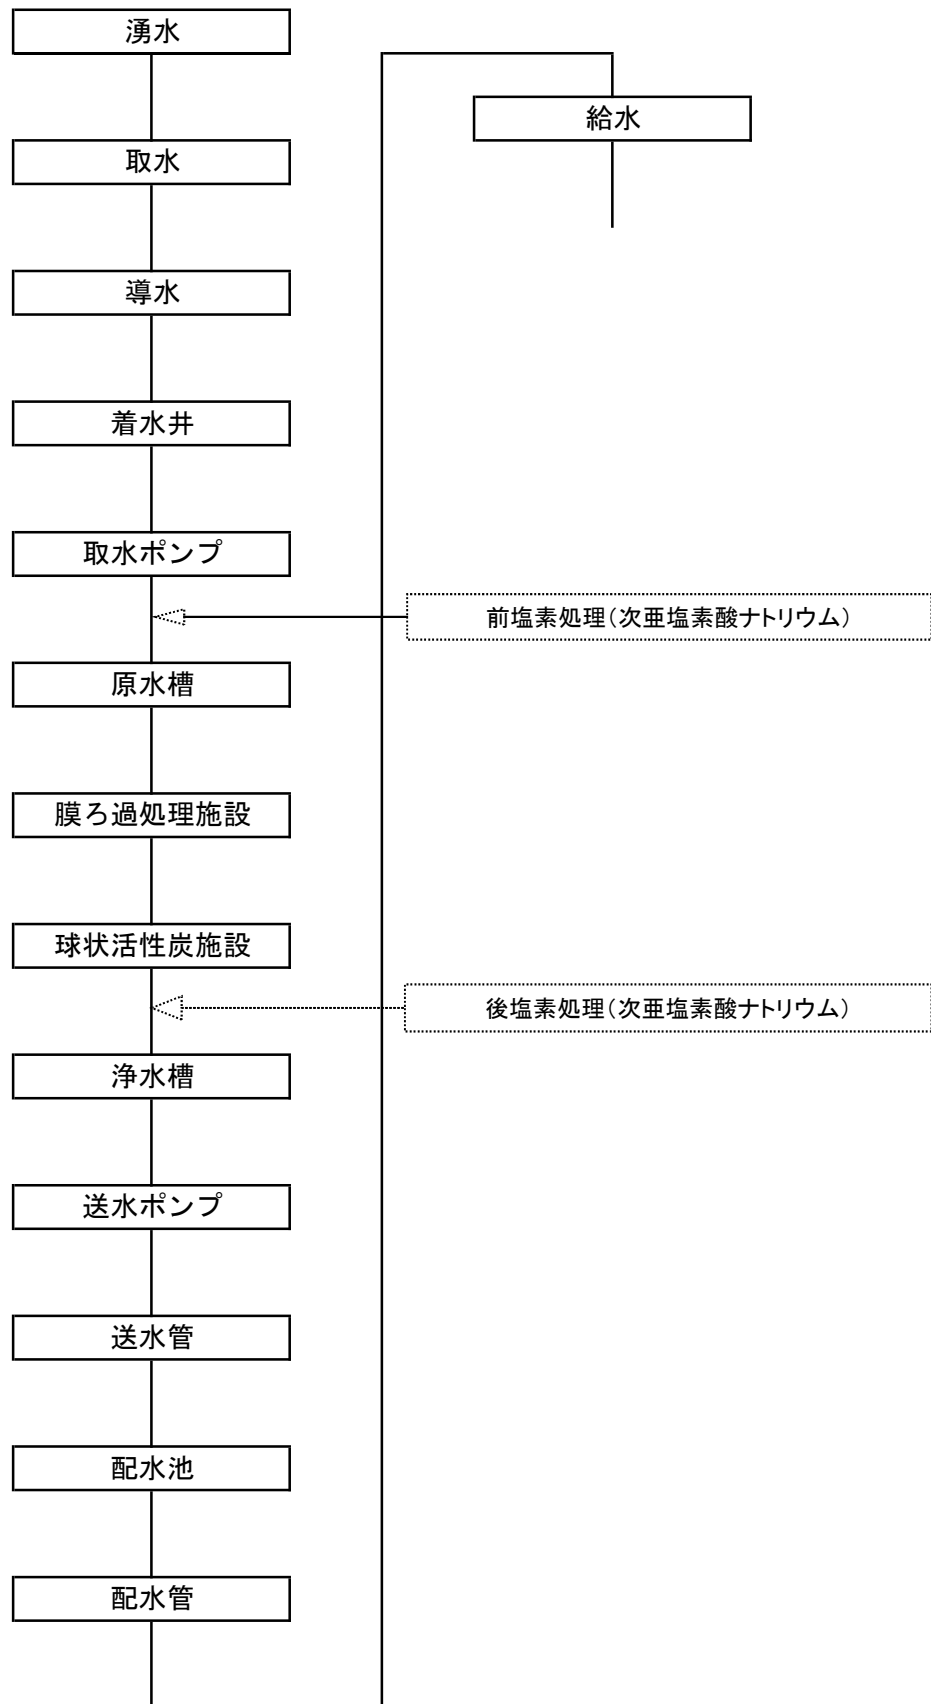 湧水
取水
導水
着水井
取水ポンプ
前塩素処理（次亜塩素酸ナトリウム）
原水槽
膜ろ過処理施設
球状活性炭施設
後塩素処理（次亜塩素酸ナトリウム）
浄水槽
送水ポンプ
送水管
配水池
配水管
給水